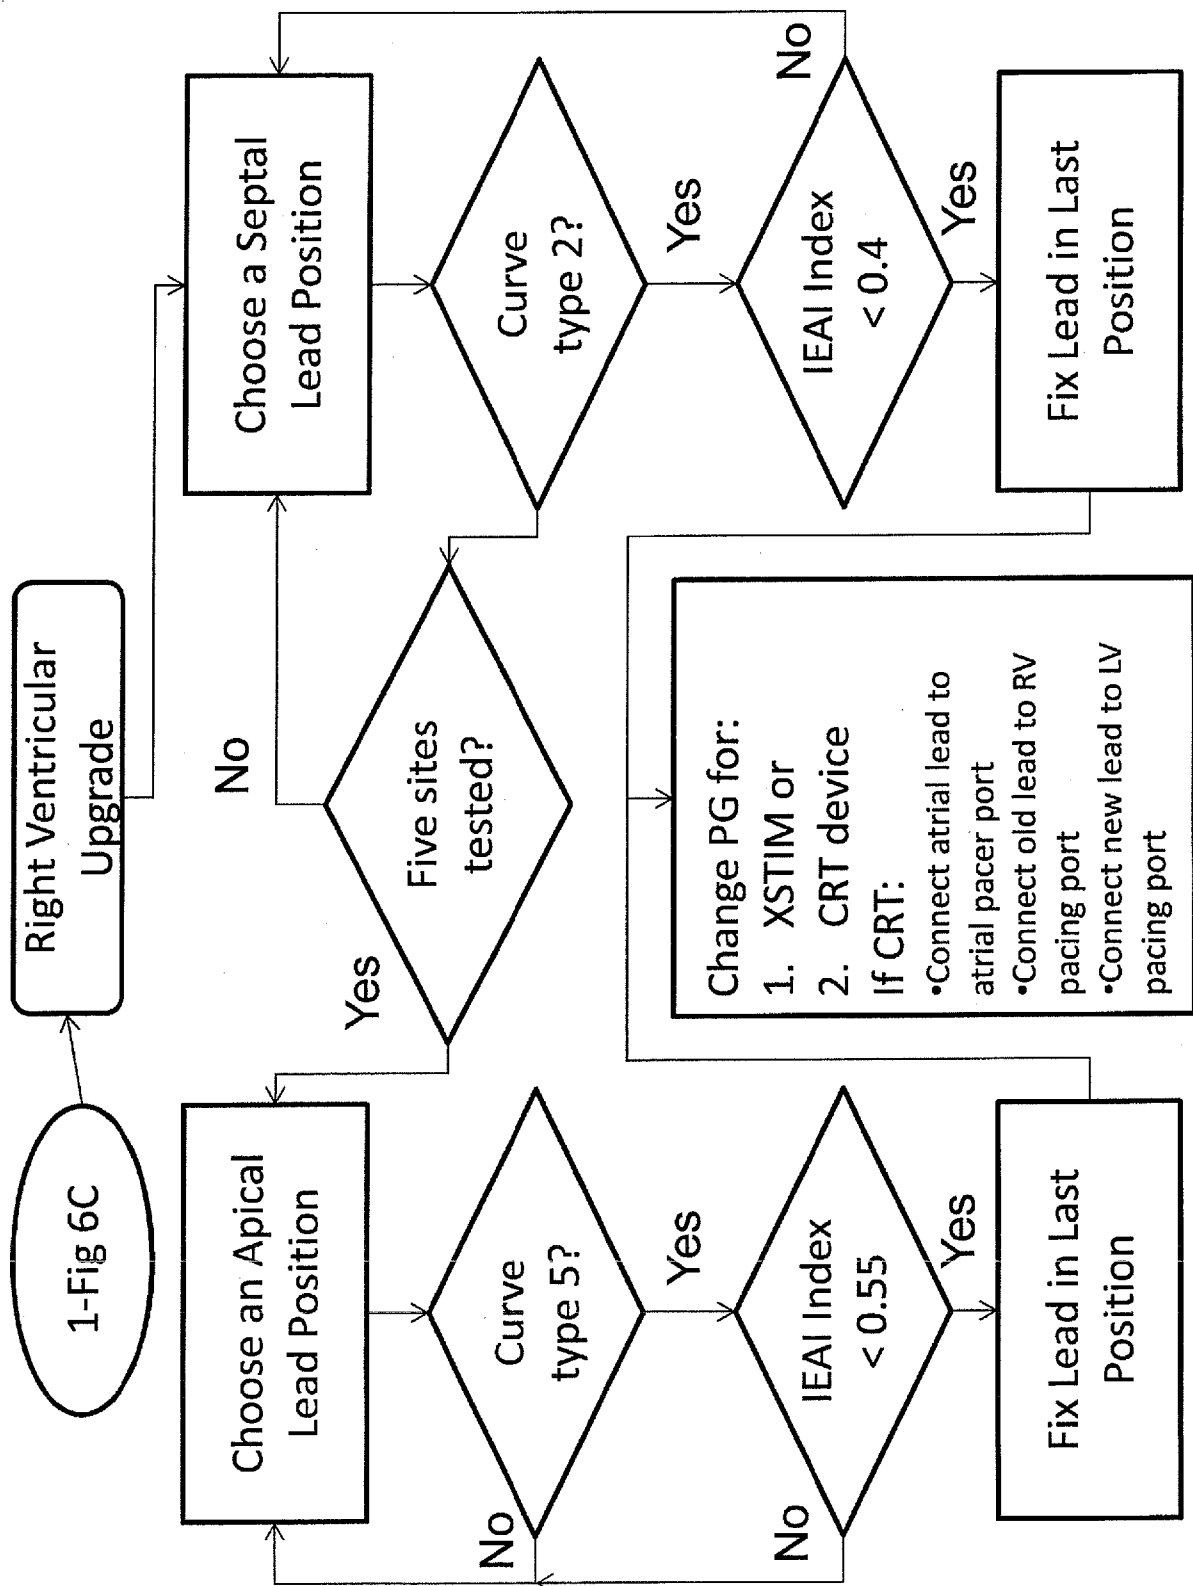 1-Fig 6C
Right Ventricular
Upgrade
Choose an Apical
Lead Position
Yes
Five sites
tested?
No
Choose a Septal
Lead Position
No
Curve
type 5?
Yes
Curve
type 2?
Yes
No
IEAI Index
< 0.55
Yes
IEAI Index
< 0.4
No
Yes
Fix Lead in Last
Position
Change PG for:
1. XSTIM or
2. CRT device
If CRT:
•Connect atrial lead to
atrial pacer port
•Connect old lead to RV
pacing port
•Connect new lead to LV
pacing port
Fix Lead in Last
Position